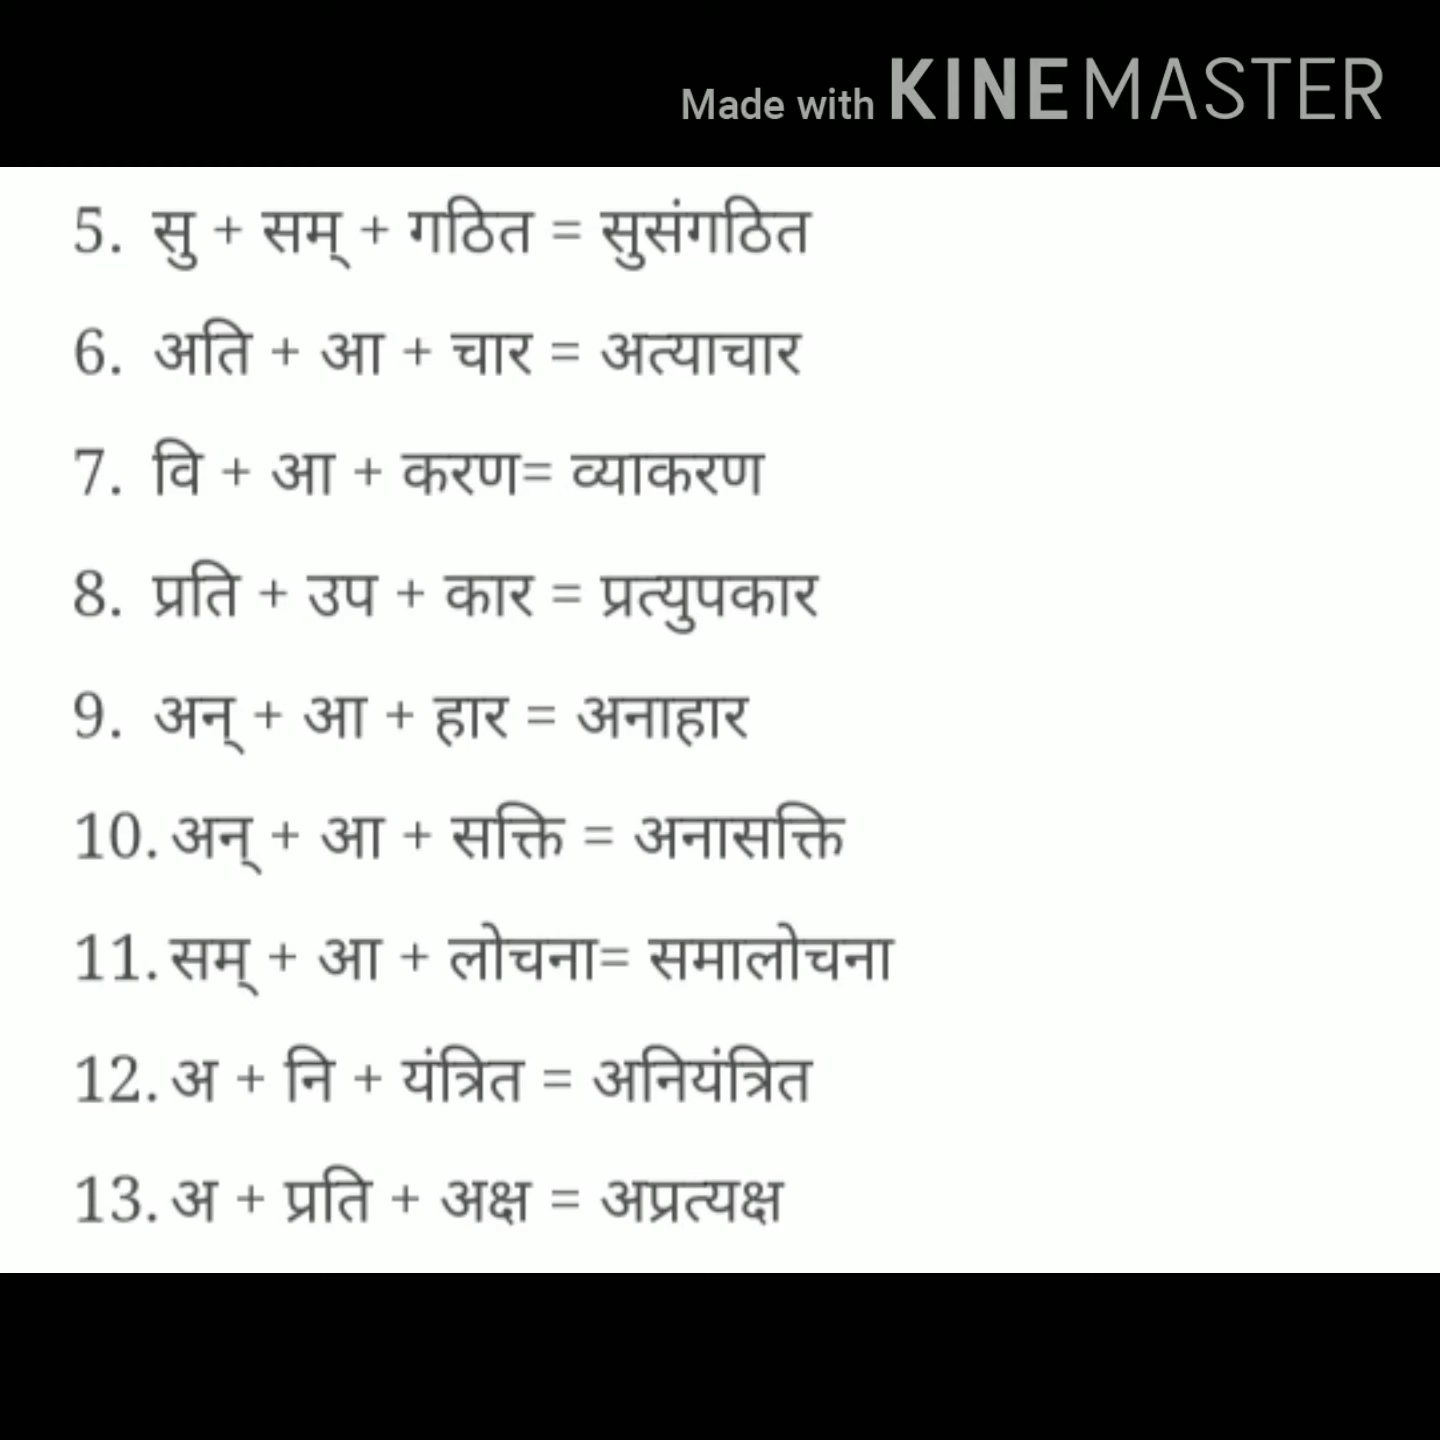 Made with KINEMASTER
5. सु + सम् + गठित = सुसंगठित
6. अति + आ + चार = अत्याचार
7. वि + आ + करण= व्याकरण
8. प्रति + उप + कार = प्रत्युपकार
9. अन् + आ + हार = अनाहार
10. अन् + आ + सक्ति = अनासक्ति
11. सम् + आ + लोचना= समालोचना
12. अ + नि + यंत्रित = अनियंत्रित
13. अ + प्रति + अक्ष = अप्रत्यक्ष